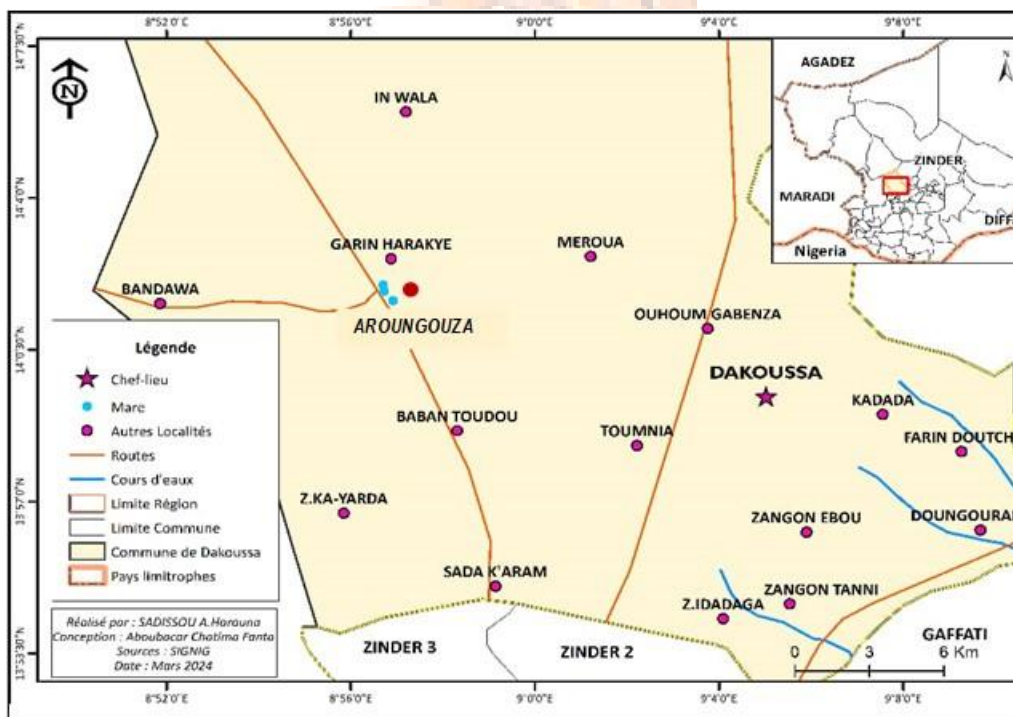 8°52'0"E 8°56'0"E 9°0'0"E 9°4'0"E 9°8'0"E
14°7'30"N
14°4'0"N
14°0'30"N
13°57'0"N
13°53'30"N
N
IN WALA
GARIN HARAKYE
MEROUA
BANDAWA
AROUNGOUZA
OUHOUM GABENZA
DAKOUSSA
KADADA
BABAN TOUDOU
TOUMNIA
FARIN DOUTCH
Z.KA-YARDA
ZANGON EBOU
DOUNGOURAI
SADA K'ARAM
ZANGON TANNI
Z.IDADAGA
ZINDER 3
ZINDER 2
GAFFATI
0 3 6 Km
AGADEZ
N
ZINDER
MARADI
DIFF
Nigeria
Légende
Chef-lieu
Mare
Autres Localités
Routes
Cours d'eaux
Limite Région
Limite Commune
Commune de Dakoussa
Pays limitrophes
Réalisé par : SADISSOU A.Harouna
Conception : Aboubacar Chatima Fanta
Sources : SIGNIG
Date : Mars 2024
8°52'0"E 8°56'0"E 9°0'0"E 9°4'0"E 9°8'0"E